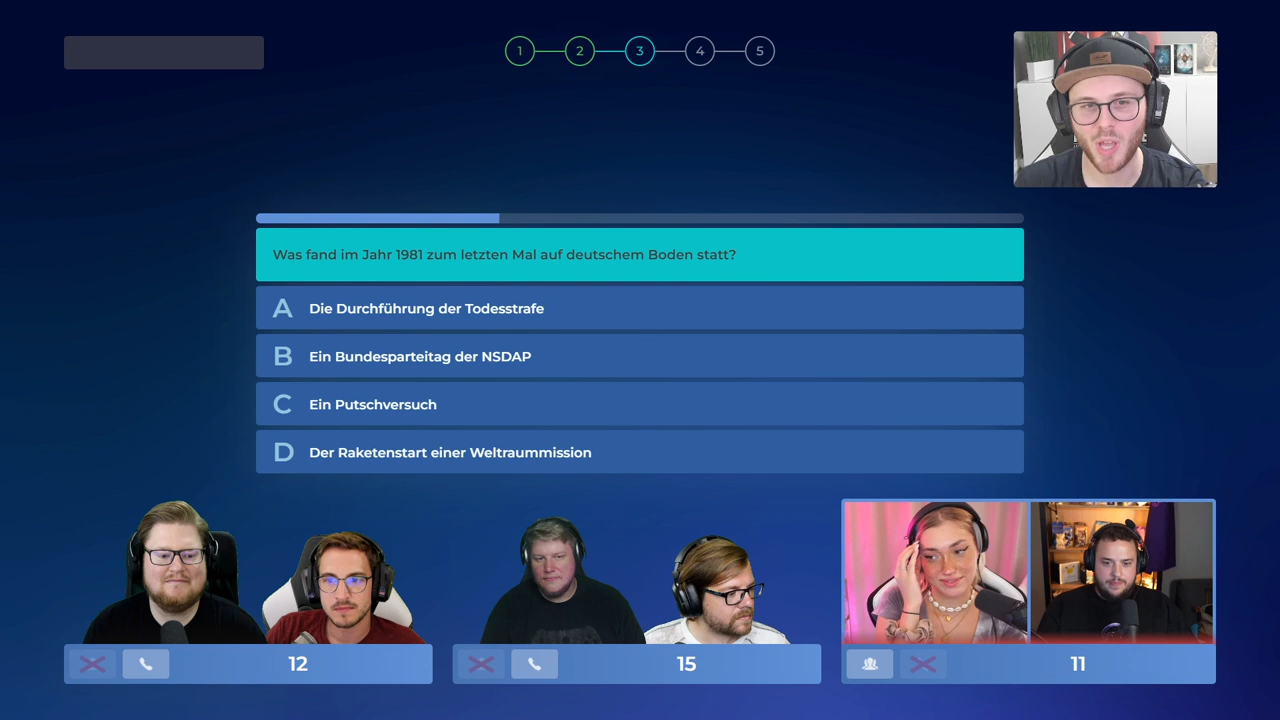 1 2 3 4 5
Was fand im Jahr 1981 zum letzten Mal auf deutschem Boden statt?
A Die Durchführung der Todesstrafe
B Ein Bundesparteitag der NSDAP
C Ein Putschversuch
D Der Raketenstart einer Weltraummission
12 15 11